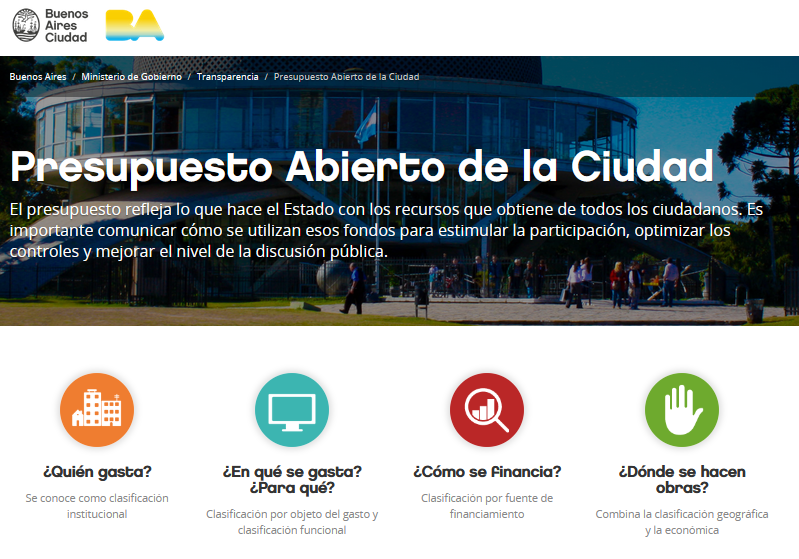 Buenos
Aires
Ciudad
BA
Buenos Aires / Ministerio de Gobierno / Transparencia / Presupuesto Abierto de la Ciudad
Presupuesto Abierto de la Ciudad
El presupuesto refleja lo que hace el Estado con los recursos que obtiene de todos los ciudadanos. Es
importante comunicar cómo se utilizan esos fondos para estimular la participación, optimizar los
controles y mejorar el nivel de la discusión pública.
¿Quién gasta?
Se conoce como clasificación
institucional
¿En qué se gasta?
¿Para qué?
Clasificación por objeto del gasto y
clasificación funcional
¿Cómo se financia?
Clasificación por fuente de
financiamiento
¿Dónde se hacen
obras?
Combina la clasificación geográfica
y la económica